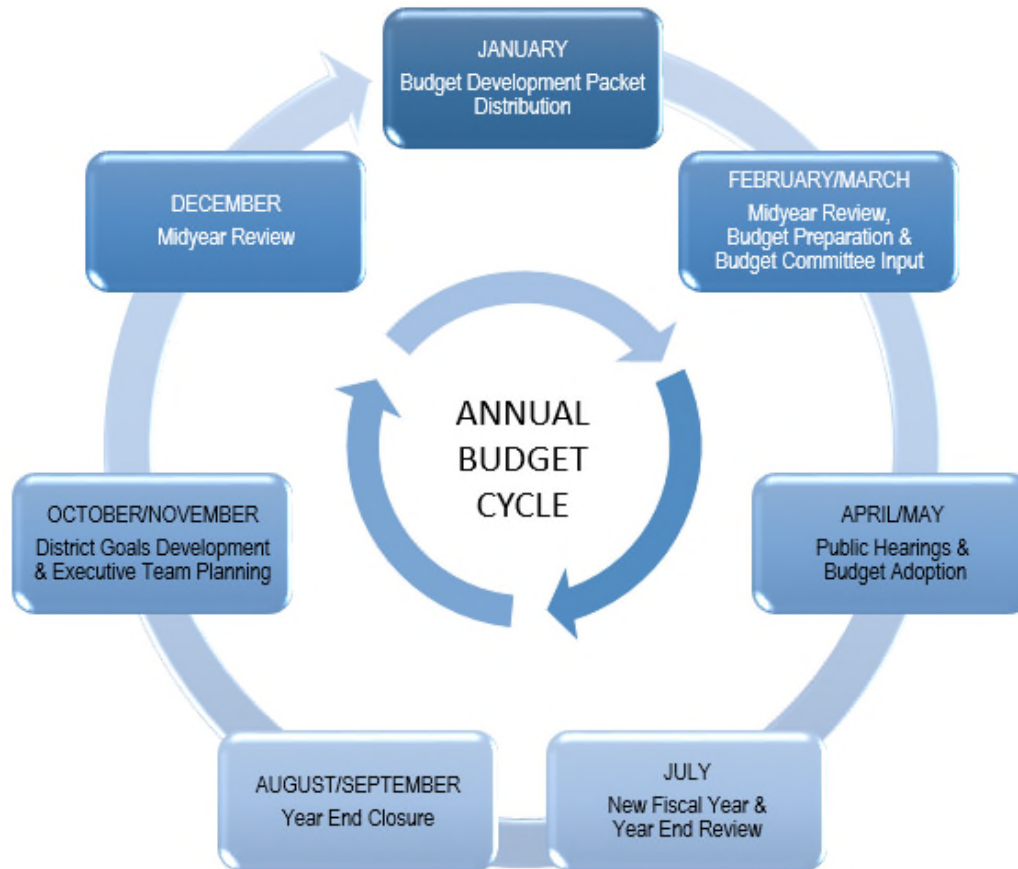 JANUARY
Budget Development Packet
Distribution
FEBRUARY/MARCH
Midyear Review,
Budget Preparation &
Budget Committee Input
APRIL/MAY
Public Hearings &
Budget Adoption
JULY
New Fiscal Year &
Year End Review
AUGUST/SEPTEMBER
Year End Closure
OCTOBER/NOVEMBER
District Goals Development
& Executive Team Planning
DECEMBER
Midyear Review
ANNUAL
BUDGET
CYCLE